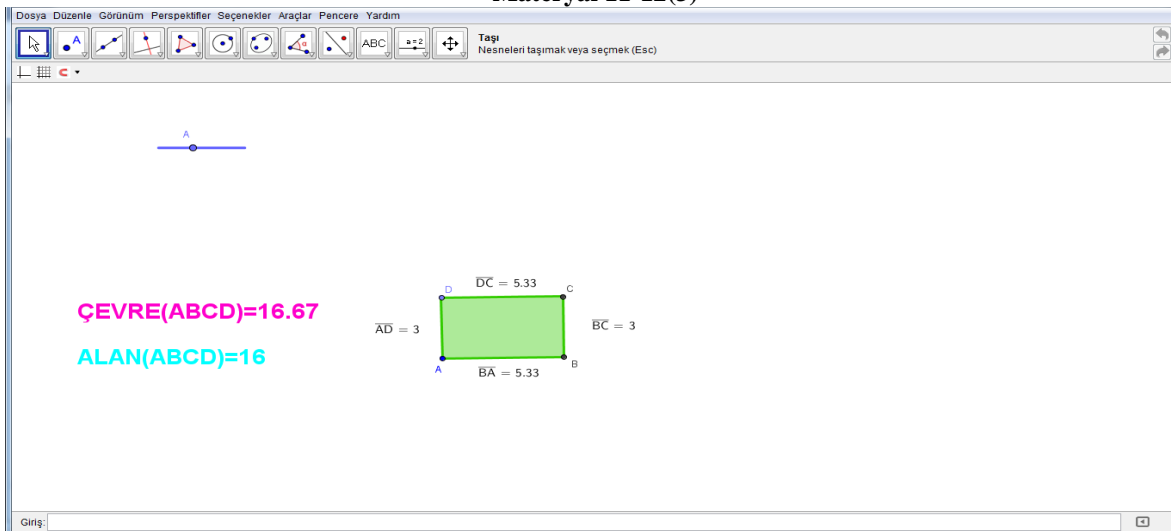 Dosya Düzenle Görünüm Perspektifler Seçenekler Araçlar Pencere Yardım
A
α
ABC
a = 2
Taşı
Nesneleri taşımak veya seçmek (Esc)
A
DC = 5.33
D
C
ÇEVRE(ABCD)=16.67
AD = 3
BC = 3
ALAN(ABCD)=16
A
B
BA = 5.33
Giriş: